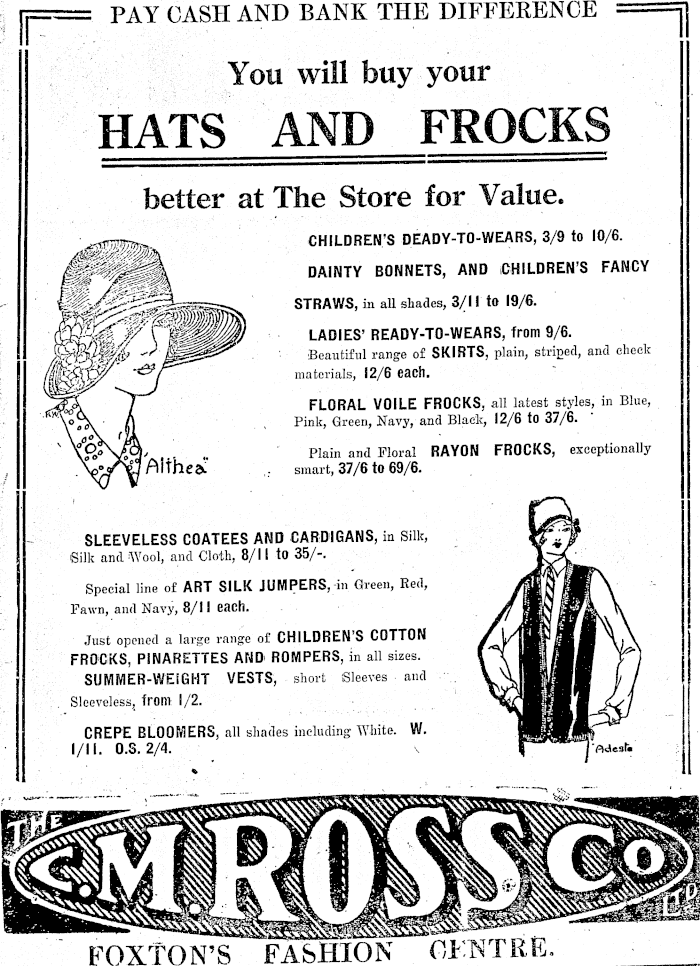 PAY CASH AND BANK THE DIFFERENCE
You will buy your
HATS AND FROCKS
better at The Store for Value.
CHILDREN'S DEADY-TO-WEARS, 3/9 to 10/6.
DAINTY BONNETS, AND CHILDREN'S FANCY
STRAWS, in all shades, 3/11 to 19/6.
LADIES' READY-TO-WEARS, from 9/6.
Beautiful range of SKIRTS, plain, striped, and check
materials, 12/6 each.
FLORAL VOILE FROCKS, all latest styles, in Blue,
Pink, Green, Navy, and Black, 12/6 to 37/6.
Plain and Floral RAYON FROCKS, exceptionally
smart, 37/6 to 69/6.
"Althea"
SLEEVELESS COATEES AND CARDIGANS, in Silk,
Silk and Wool, and Cloth, 8/11 to 35/-.
Special line of ART SILK JUMPERS, in Green, Red,
Fawn, and Navy, 8/11 each.
Just opened a large range of CHILDREN'S COTTON
FROCKS, PINARETTES AND ROMPERS, in all sizes.
SUMMER-WEIGHT VESTS, short Sleeves and
Sleeveless, from 1/2.
CREPE BLOOMERS, all shades including White. W.
1/11. O.S. 2/4.
"Adesta
THE
C.M. ROSS CO
LTD
FOXTON'S FASHION CENTRE.